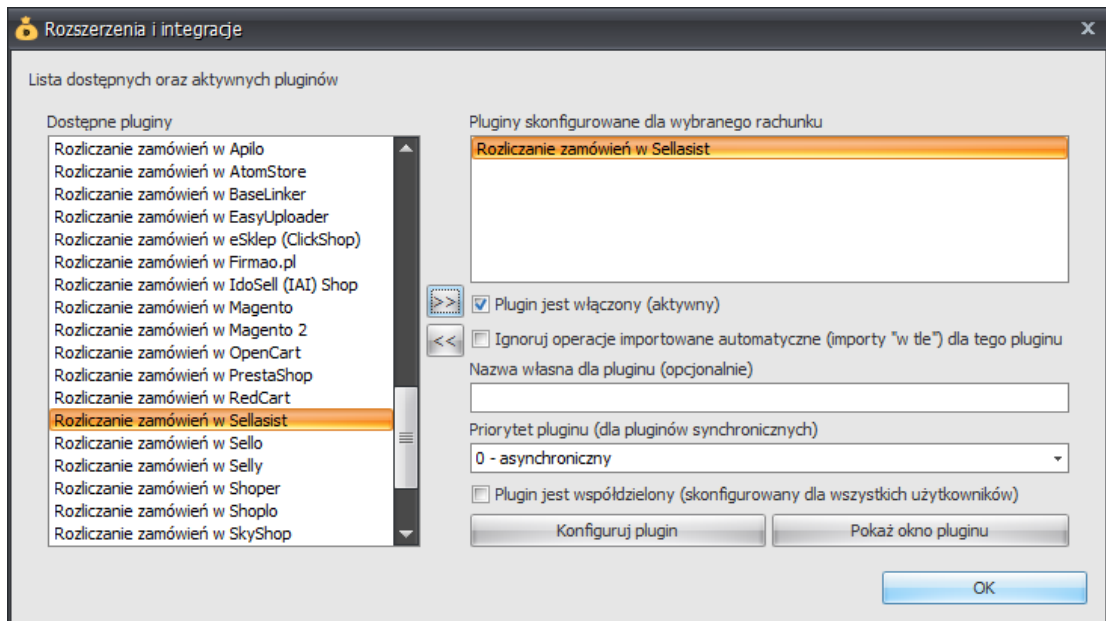 Rozszerzenia i integracje
x
Lista dostępnych oraz aktywnych pluginów
Dostępne pluginy
Rozliczanie zamówień w Apilo
Rozliczanie zamówień w AtomStore
Rozliczanie zamówień w BaseLinker
Rozliczanie zamówień w EasyUploader
Rozliczanie zamówień w eSklep (ClickShop)
Rozliczanie zamówień w Firmao.pl
Rozliczanie zamówień w IdoSell (IAI) Shop
Rozliczanie zamówień w Magento
Rozliczanie zamówień w Magento 2
Rozliczanie zamówień w OpenCart
Rozliczanie zamówień w PrestaShop
Rozliczanie zamówień w RedCart
Rozliczanie zamówień w Sellasist
Rozliczanie zamówień w Sello
Rozliczanie zamówień w Selly
Rozliczanie zamówień w Shoper
Rozliczanie zamówień w Shoplo
Rozliczanie zamówień w SkyShop
>>
<<
Pluginy skonfigurowane dla wybranego rachunku
Rozliczanie zamówień w Sellasist
Plugin jest włączony (aktywny)
Ignoruj operacje importowane automatyczne (importy "w tle") dla tego pluginu
Nazwa własna dla pluginu (opcjonalnie)
Priorytet pluginu (dla pluginów synchronicznych)
0 - asynchroniczny
Plugin jest współdzielony (skonfigurowany dla wszystkich użytkowników)
Konfiguruj plugin
Pokaż okno pluginu
OK